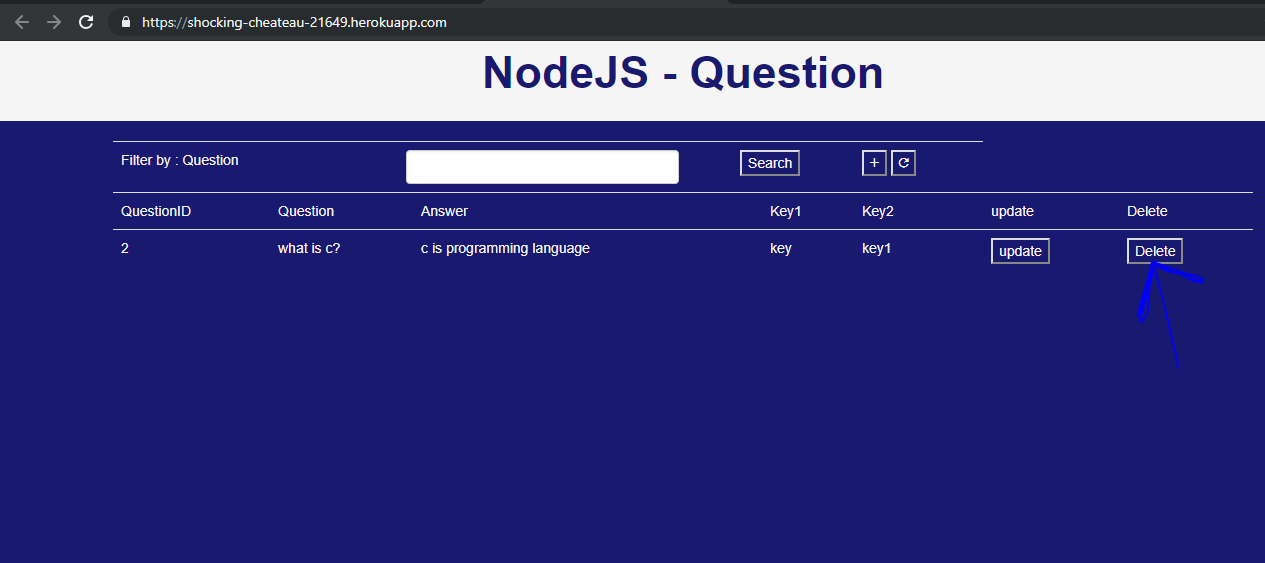 https://shocking-cheateau-21649.herokuapp.com
NodeJS - Question
Filter by : Question Search +
QuestionID Question Answer Key1 Key2 update Delete
2 what is c? c is programming language key key1 update Delete